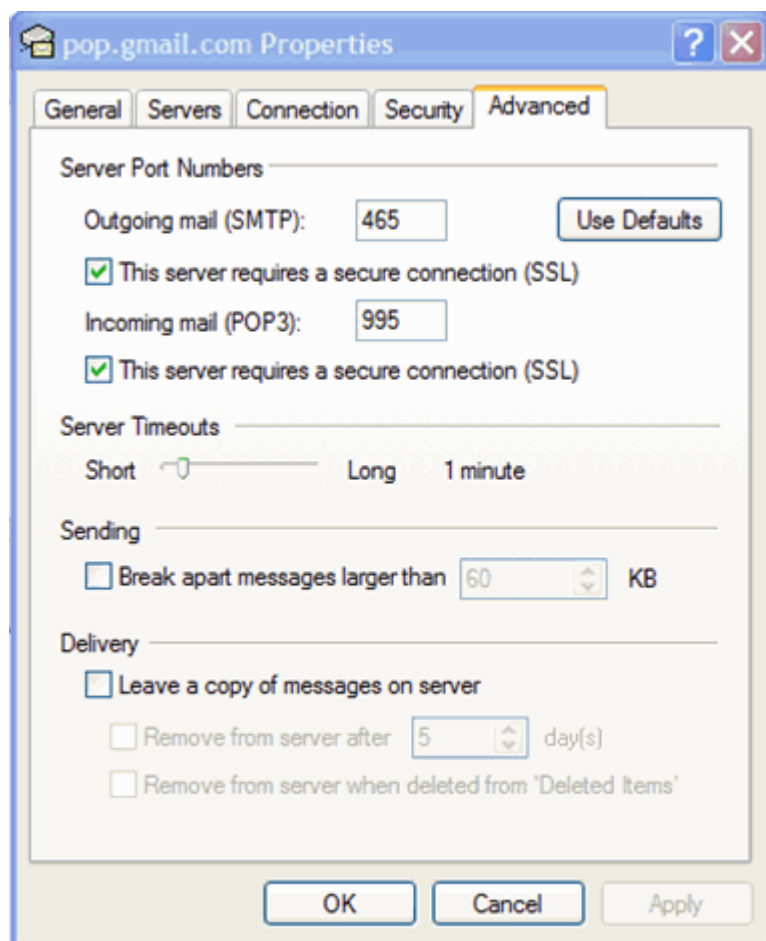 pop.gmail.com Properties
General Servers Connection Security Advanced
Server Port Numbers
Outgoing mail (SMTP): 465 Use Defaults
This server requires a secure connection (SSL)
Incoming mail (POP3): 995
This server requires a secure connection (SSL)
Server Timeouts
Short Long 1 minute
Sending
Break apart messages larger than 60 KB
Delivery
Leave a copy of messages on server
Remove from server after 5 day(s)
Remove from server when deleted from 'Deleted Items'
OK Cancel Apply